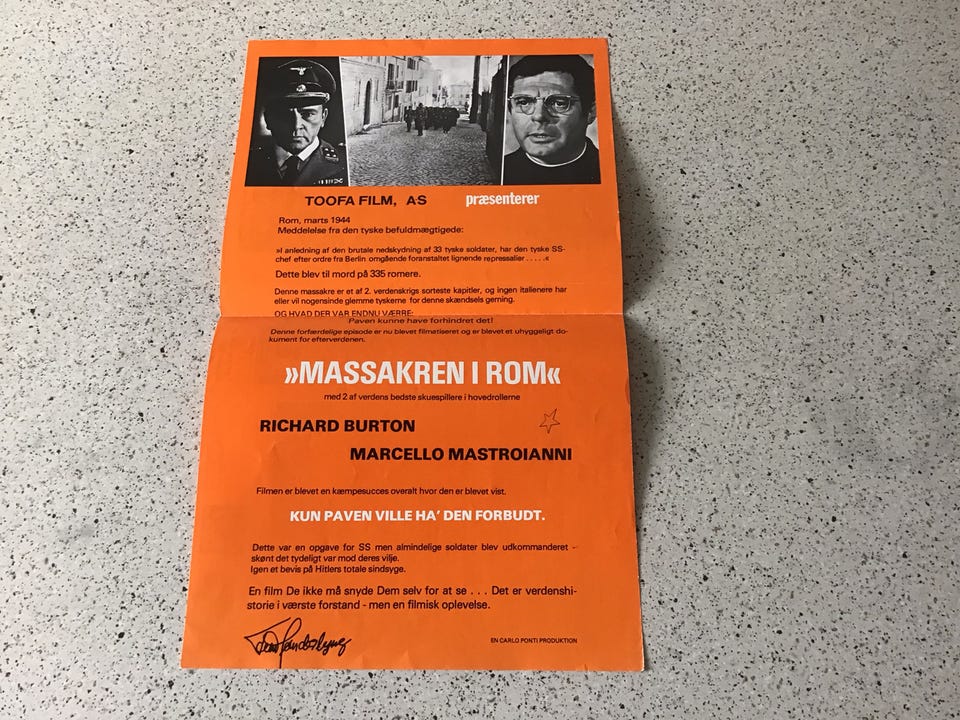 TOOFA FILM, A·S præsenterer
Rom, marts 1944
Meddelelse fra den tyske befuldmægtigede:
»I anledning af den brutale nedskydning af 33 tyske soldater, har den tyske SS-
chef efter ordre fra Berlin omgående foranstaltet lignende repressalier . . . . .«
Dette blev til mord på 335 romere.
Denne massakre er et af 2. verdenskrigs sorteste kapitler, og ingen italienere har
eller vil nogensinde glemme tyskerne for denne skændsels gerning.
OG HVAD DER VAR ENDNU VÆRRE:
Paven kunne have forhindret det!
Denne forfærdelige episode er nu blevet filmatiseret og er blevet et uhyggeligt do-
kument for efterverdenen.
»MASSAKREN I ROM«
med 2 af verdens bedste skuespillere i hovedrollerne
RICHARD BURTON
MARCELLO MASTROIANNI
Filmen er blevet en kæmpesucces overalt hvor den er blevet vist.
KUN PAVEN VILLE HA' DEN FORBUDT.
Dette var en opgave for SS men almindelige soldater blev udkommanderet -
skønt det tydeligt var mod deres vilje.
Igen et bevis på Hitlers totale sindsyge.
En film De ikke må snyde Dem selv for at se . . . Det er verdenshi-
storie i værste forstand - men en filmisk oplevelse.
EN CARLO PONTI PRODUKTION